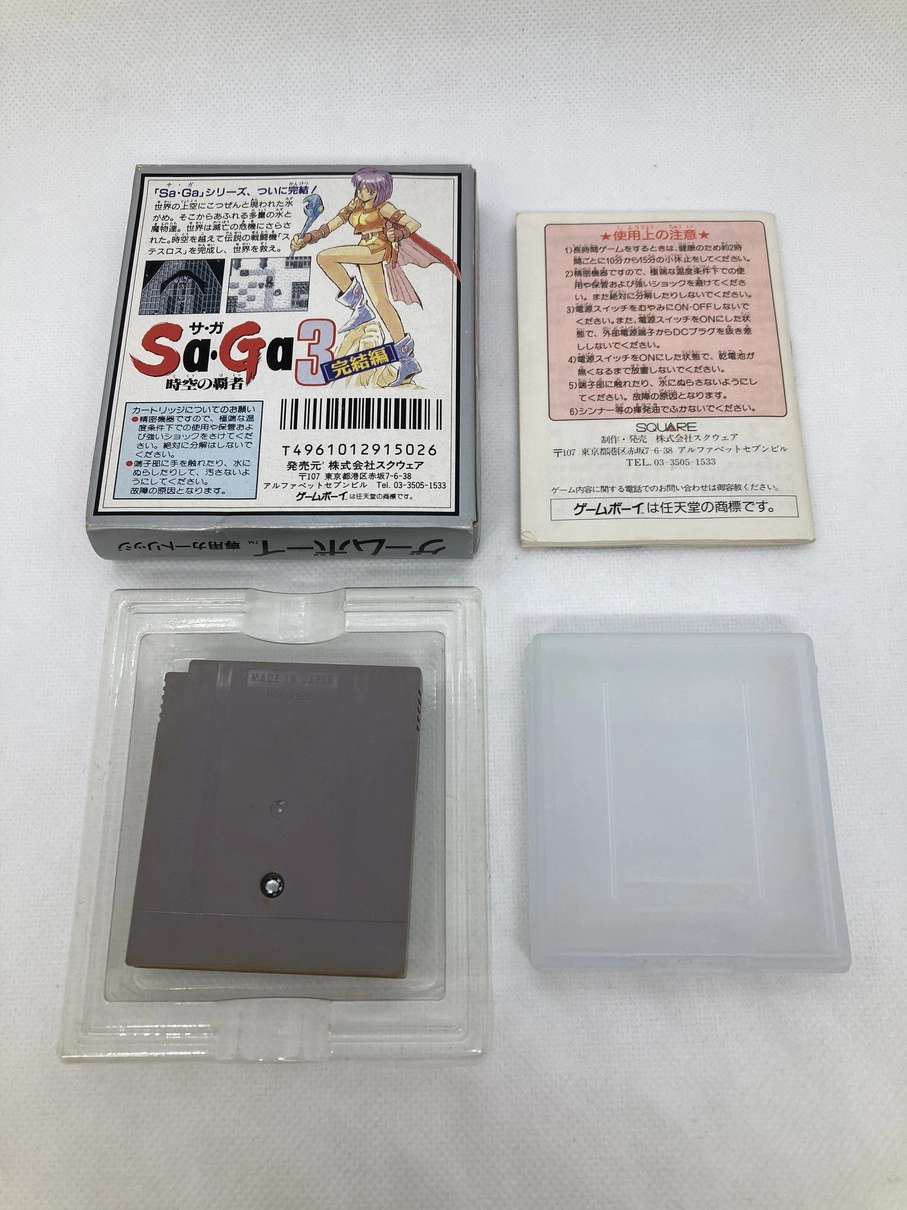 サ・ガ
かんけつ
「Sa・Ga」シリーズ、ついに完結!
世界の上空にこつぜんと現われた水
がめ。そこからあふれる多量の水と
魔物達。世界は滅亡の危機にさらさ
れた。時空を越えて伝説の戦闘機「ス
テスロス」を完成し、世界を救え。
サ・ガ
Sa・Ga3
完結編
時空の覇者
カートリッジについてのお願い
●精密機器ですので、極端な温
度条件下での使用や保管およ
び強いショックをさけてくだ
さい。絶対に分解はしないで
ください。
●端子部に手を触れたり、水に
ぬらしたりして、汚さないよ
うにしてください。
故障の原因となります。
T4961012915026
発売元 株式会社スクウェア
〒107 東京都港区赤坂7-6-38
アルファベットセブンビル Tel. 03-3505-1533
ゲームボーイは任天堂の商標です。
ゲームボーイ™専用カートリッジ
★使用上の注意★
1)長時間ゲームをするときは、健康のため約2時
間ごとに10分から15分の小休止をしてください。
2)精密機器ですので、極端な温度条件下での使
用や保管および強いショックを避けてくださ
い。また絶対に分解したりしないでください。
3)電源スイッチをむやみにON・OFFしないで
ください。また、電源スイッチをONにした状
態で、外部電源端子からDCプラグを抜き差
ししないでください。
4)電源スイッチをONにした状態で、乾電池が
無くなるまで放置しないでください。
5)端子部に触れたり、水にぬらさないようにし
てください。故障の原因となります。
6)シンナー等の揮発油でふかないでください。
SQUARE
制作・発売 株式会社スクウェア
〒107 東京都港区赤坂7-6-38 アルファベットセブンビル
TEL. 03-3505-1533
ゲーム内容に関する電話でのお問い合わせは御容赦ください。
ゲームボーイは任天堂の商標です。
MADE IN JAPAN